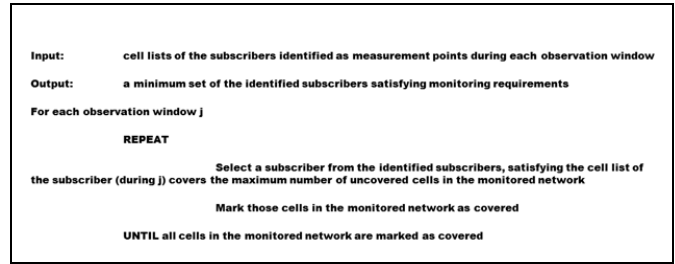 Input: cell lists of the subscribers identified as measurement points during each observation window
Output: a minimum set of the identified subscribers satisfying monitoring requirements
For each observation window j
REPEAT
Select a subscriber from the identified subscribers, satisfying the cell list of
the subscriber (during j) covers the maximum number of uncovered cells in the monitored network
Mark those cells in the monitored network as covered
UNTIL all cells in the monitored network are marked as covered